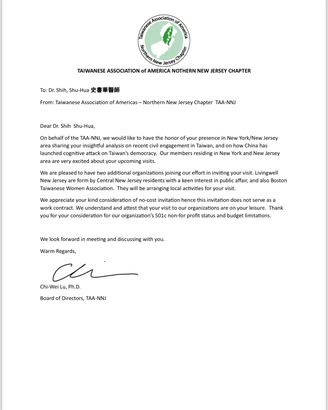 Taiwanese Association of America
Northern New Jersey Chapter
TAIWANESE ASSOCIATION of AMERICA NOTHERN NEW JERSEY CHAPTER
To: Dr. Shih, Shu-Hua 史書華醫師
From: Taiwanese Association of Americas – Northern New Jersey Chapter TAA-NNJ
Dear Dr. Shih Shu-Hua,
On behalf of the TAA-NNJ, we would like to have the honor of your presence in New York/New Jersey
area sharing your insightful analysis on recent civil engagement in Taiwan, and on how China has
launched cognitive attack on Taiwan's democracy. Our members residing in New York and New Jersey
area are very excited about your upcoming visits.
We are pleased to have two additional organizations joining our effort in inviting your visit. Livingwell
New Jersey are form by Central New Jersey residents with a keen interest in public affair, and also Boston
Taiwanese Women Association. They will be arranging local activities for your visit.
We appreciate your kind consideration of no-cost invitation hence this invitation does not serve as a
work contract. We understand and attest that your visit to our organizations are on your leisure. Thank
you for your consideration for our organization's 501c non-for profit status and budget limitations.
We look forward in meeting and discussing with you.
Warm Regards,
Chi-Wei Lu, Ph.D.
Board of Directors, TAA-NNJ